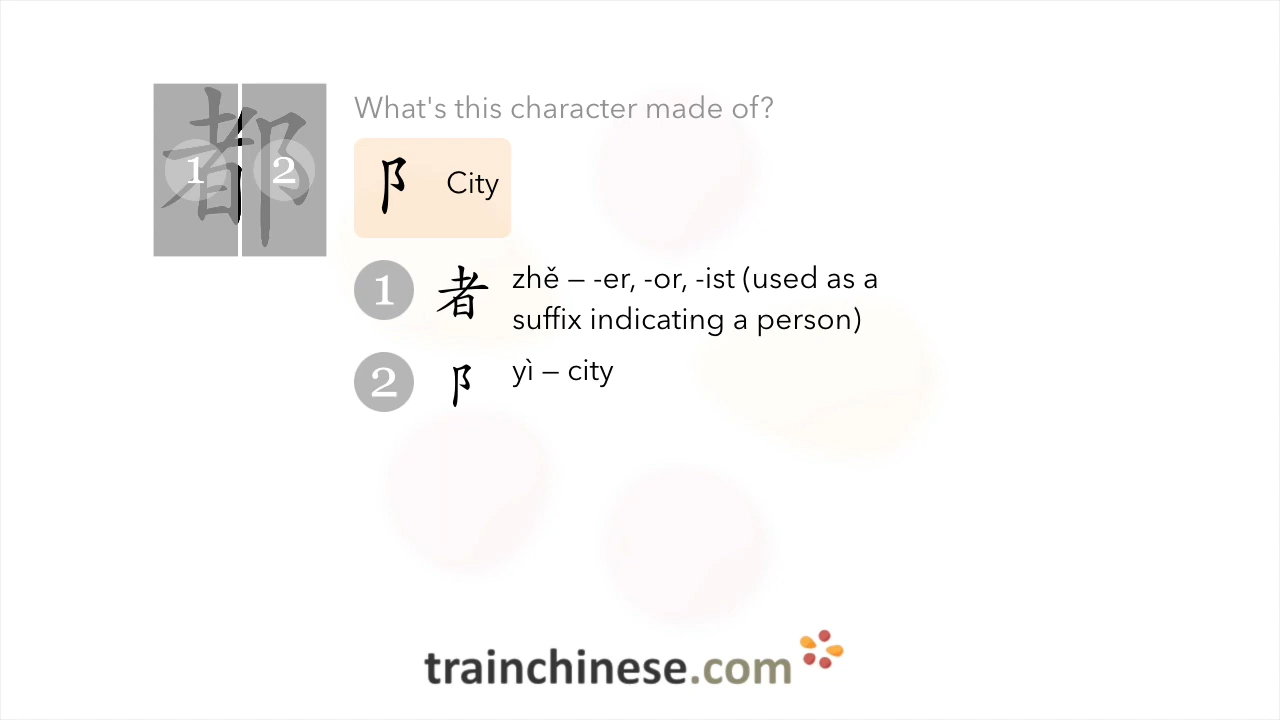 都
1 2
What's this character made of?
阝 City
1 者 zhě – -er, -or, -ist (used as a
suffix indicating a person)
2 阝 yì – city
trainchinese.com